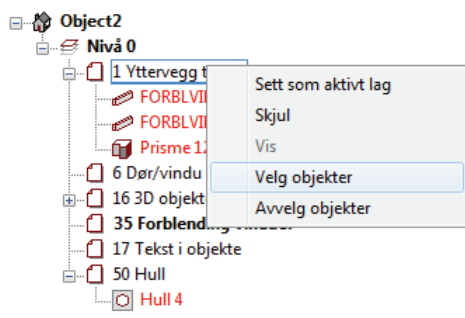 Object2
Nivå 0
1 Yttervegg
FORBLVI
FORBLVI
Prisme 12
6 Dør/vindu
16 3D objekt
35 Forblending
17 Tekst i objekte
50 Hull
Hull 4
Sett som aktivt lag
Skjul
Vis
Velg objekter
Avvelg objekter